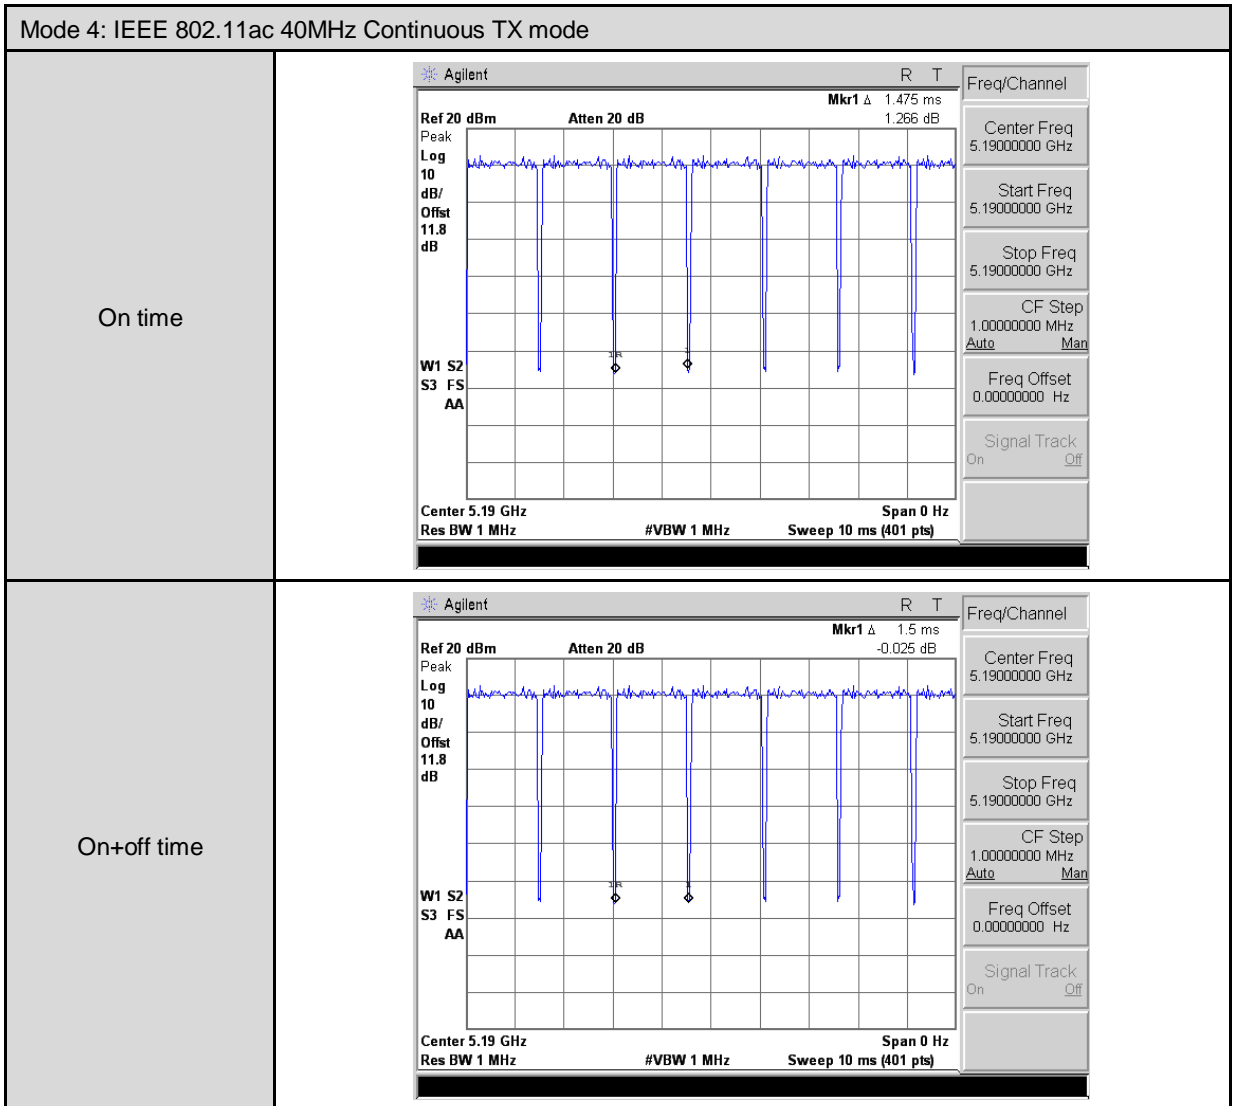 Mode 4: IEEE 802.11ac 40MHz Continuous TX mode
On time
Agilent R T
Mkr1 Δ 1.475 ms
Ref 20 dBm Atten 20 dB 1.266 dB
Peak
Log
10
dB/
Offst
11.8
dB
1R
1
W1 S2
S3 FS
AA
Center 5.19 GHz Span 0 Hz
Res BW 1 MHz #VBW 1 MHz Sweep 10 ms (401 pts)
Freq/Channel
Center Freq
5.19000000 GHz
Start Freq
5.19000000 GHz
Stop Freq
5.19000000 GHz
CF Step
1.00000000 MHz
Auto Man
Freq Offset
0.00000000 Hz
Signal Track
On Off
On+off time
Agilent R T
Mkr1 Δ 1.5 ms
Ref 20 dBm Atten 20 dB -0.025 dB
Peak
Log
10
dB/
Offst
11.8
dB
1R
1
W1 S2
S3 FS
AA
Center 5.19 GHz Span 0 Hz
Res BW 1 MHz #VBW 1 MHz Sweep 10 ms (401 pts)
Freq/Channel
Center Freq
5.19000000 GHz
Start Freq
5.19000000 GHz
Stop Freq
5.19000000 GHz
CF Step
1.00000000 MHz
Auto Man
Freq Offset
0.00000000 Hz
Signal Track
On Off